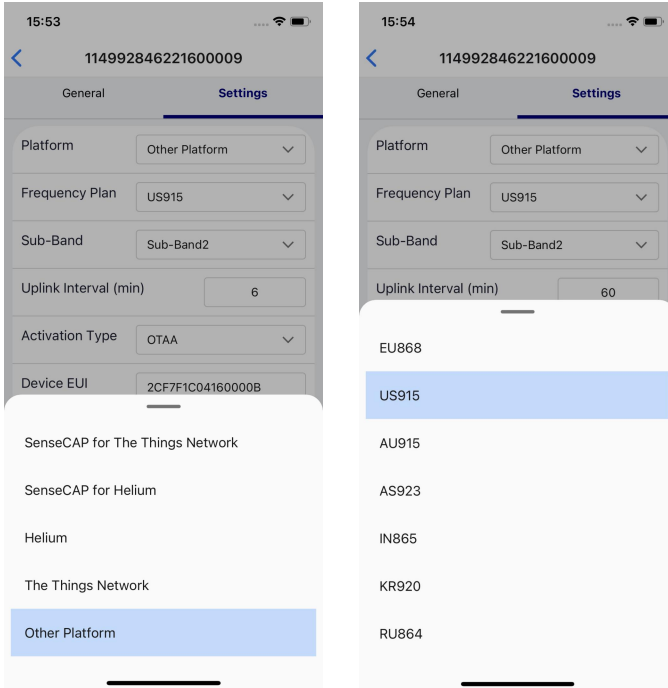 15:53
114992846221600009
General Settings
Platform Other Platform
Frequency Plan US915
Sub-Band Sub-Band2
Uplink Interval (min) 6
Activation Type OTAA
Device EUI 2CF7F1C04160000B
SenseCAP for The Things Network
SenseCAP for Helium
Helium
The Things Network
Other Platform
15:54
114992846221600009
General Settings
Platform Other Platform
Frequency Plan US915
Sub-Band Sub-Band2
Uplink Interval (min) 60
EU868
US915
AU915
AS923
IN865
KR920
RU864